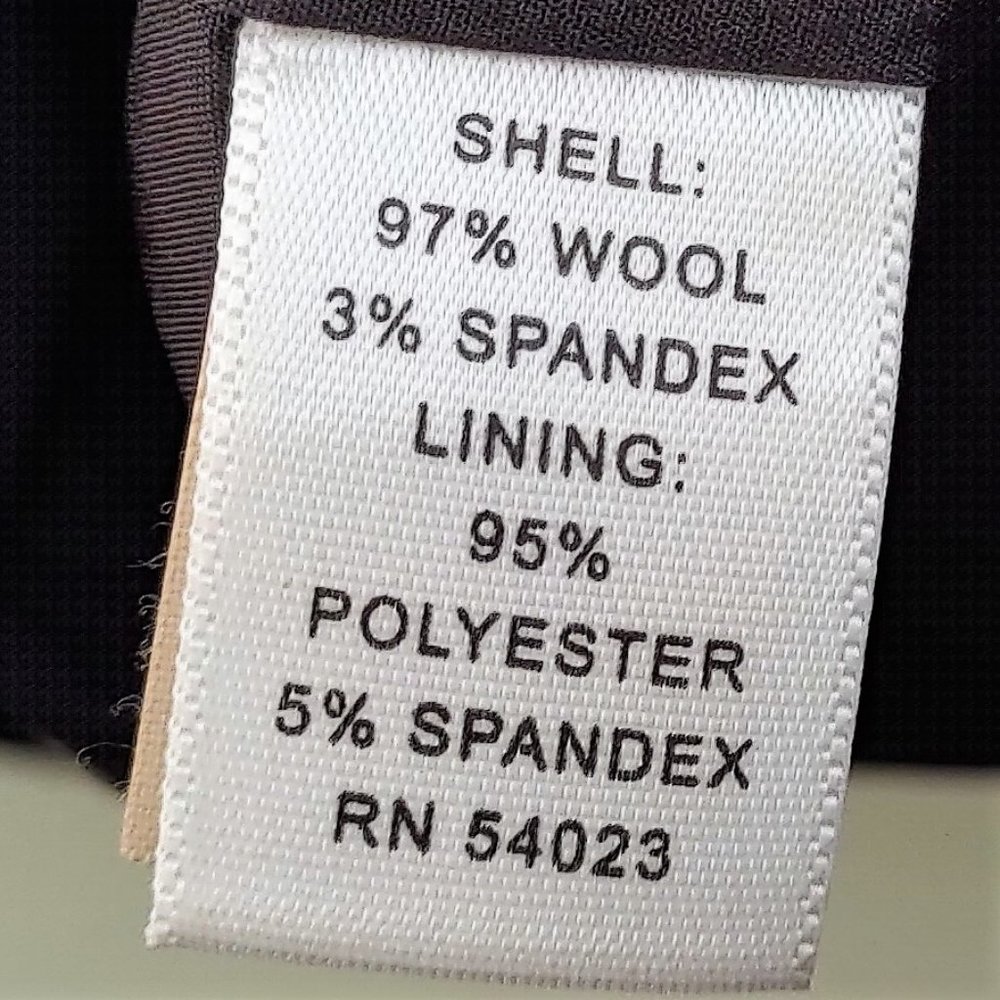 SHELL:
97% WOOL
3% SPANDEX
LINING:
95%
POLYESTER
5% SPANDEX
RN 54023